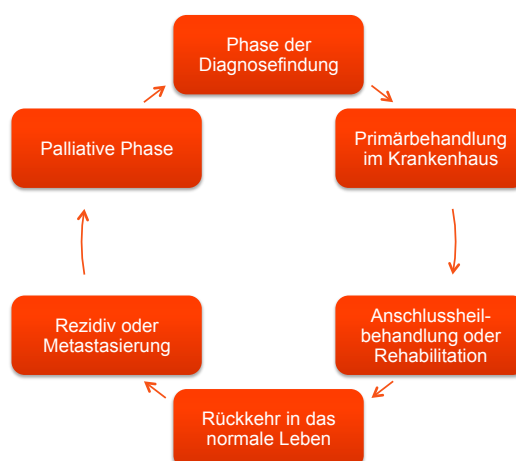 Phase der
Diagnosefindung
Primärbehandlung
im Krankenhaus
Anschlussheil-
behandlung oder
Rehabilitation
Rückkehr in das
normale Leben
Rezidiv oder
Metastasierung
Palliative Phase